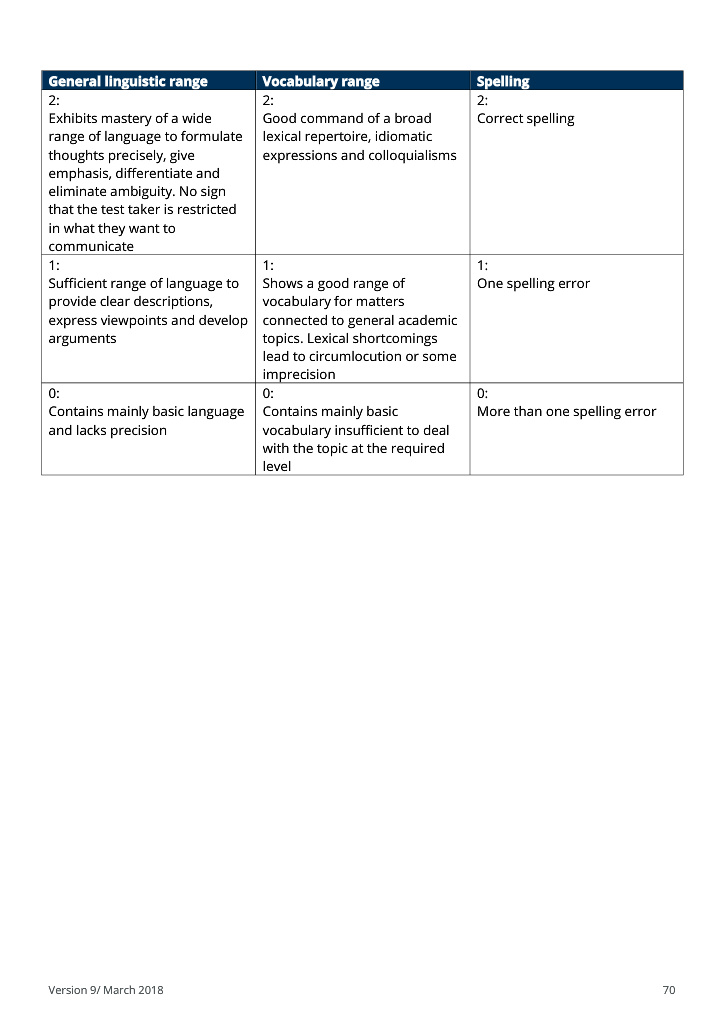 General linguistic range
Vocabulary range
Spelling
2:
Exhibits mastery of a wide
range of language to formulate
thoughts precisely, give
emphasis, differentiate and
eliminate ambiguity. No sign
that the test taker is restricted
in what they want to
communicate
2:
Good command of a broad
lexical repertoire, idiomatic
expressions and colloquialisms
2:
Correct spelling
1:
Sufficient range of language to
provide clear descriptions,
express viewpoints and develop
arguments
1:
Shows a good range of
vocabulary for matters
connected to general academic
topics. Lexical shortcomings
lead to circumlocution or some
imprecision
1:
One spelling error
0:
Contains mainly basic language
and lacks precision
0:
Contains mainly basic
vocabulary insufficient to deal
with the topic at the required
level
0:
More than one spelling error
Version 9/ March 2018
70